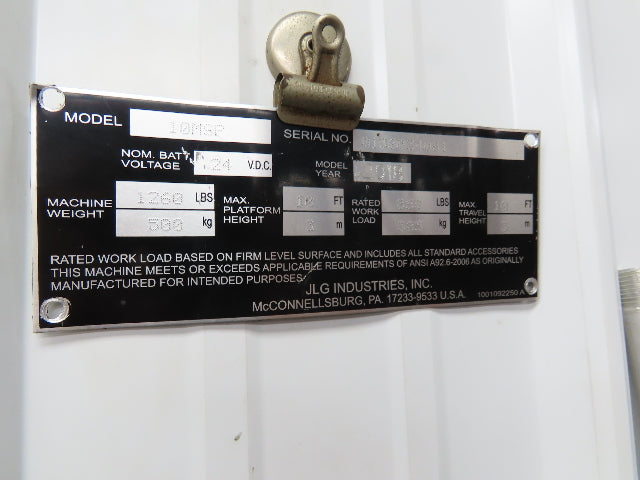 MODEL 10MSP SERIAL NO.
NOM. BATT VOLTAGE 24 V.D.C. MODEL YEAR
MACHINE WEIGHT 1260 LBS 580 kg MAX. PLATFORM HEIGHT 10 FT 3 m RATED WORK LOAD LBS kg MAX. TRAVEL HEIGHT 10 FT m
RATED WORK LOAD BASED ON FIRM LEVEL SURFACE AND INCLUDES ALL STANDARD ACCESSORIES
THIS MACHINE MEETS OR EXCEEDS APPLICABLE REQUIREMENTS OF ANSI A92.6-2006 AS ORIGINALLY
MANUFACTURED FOR INTENDED PURPOSES
JLG INDUSTRIES, INC.
McCONNELLSBURG, PA. 17233-9533 U.S.A. 1001092250 A